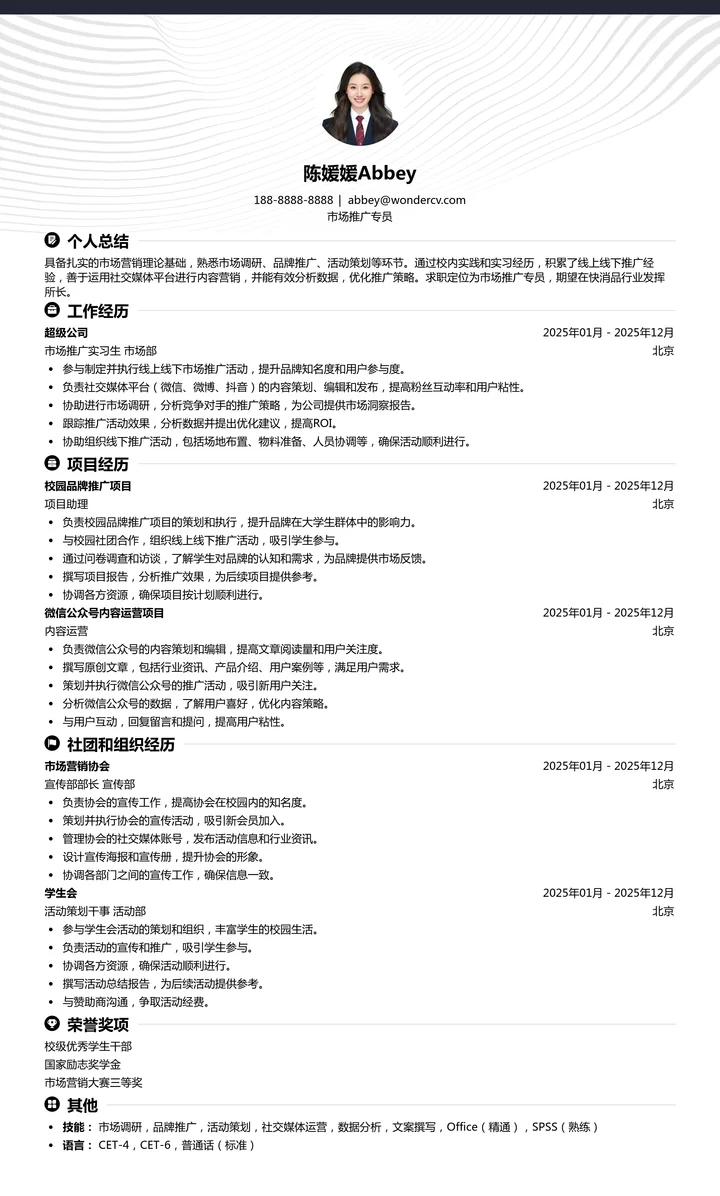 陈媛媛Abbey
188-8888-8888 | abbey@wondercv.com
市场推广专员
个人总结
具备扎实的市场营销理论基础，熟悉市场调研、品牌推广、活动策划等环节。通过校内实践和实习经历，积累了线上线下推广经
验，善于运用社交媒体平台进行内容营销，并能有效分析数据，优化推广策略。求职定位为市场推广专员，期望在快消品行业发挥
所长。
工作经历
超级公司 2025年01月 - 2025年12月
市场推广实习生 市场部 北京
• 参与制定并执行线上线下市场推广活动，提升品牌知名度和用户参与度。
• 负责社交媒体平台（微信、微博、抖音）的内容策划、编辑和发布，提高粉丝互动率和用户粘性。
• 协助进行市场调研，分析竞争对手的推广策略，为公司提供市场洞察报告。
• 跟踪推广活动效果，分析数据并提出优化建议，提高ROI。
• 协助组织线下推广活动，包括场地布置、物料准备、人员协调等，确保活动顺利进行。
项目经历
校园品牌推广项目 2025年01月 - 2025年12月
项目助理 北京
• 负责校园品牌推广项目的策划和执行，提升品牌在大学生群体中的影响力。
• 与校园社团合作，组织线上线下推广活动，吸引学生参与。
• 通过问卷调查和访谈，了解学生对品牌的认知和需求，为品牌提供市场反馈。
• 撰写项目报告，分析推广效果，为后续项目提供参考。
• 协调各方资源，确保项目按计划顺利进行。
微信公众号内容运营项目 2025年01月 - 2025年12月
内容运营 北京
• 负责微信公众号的内容策划和编辑，提高文章阅读量和用户关注度。
• 撰写原创文章，包括行业资讯、产品介绍、用户案例等，满足用户需求。
• 策划并执行微信公众号的推广活动，吸引新用户关注。
• 分析微信公众号的数据，了解用户喜好，优化内容策略。
• 与用户互动，回复留言和提问，提高用户粘性。
社团和组织经历
市场营销协会 2025年01月 - 2025年12月
宣传部部长 宣传部 北京
• 负责协会的宣传工作，提高协会在校园内的知名度。
• 策划并执行协会的宣传活动，吸引新会员加入。
• 管理协会的社交媒体账号，发布活动信息和行业资讯。
• 设计宣传海报和宣传册，提升协会的形象。
• 协调各部门之间的宣传工作，确保信息一致。
学生会 2025年01月 - 2025年12月
活动策划干事 活动部 北京
• 参与学生会活动的策划和组织，丰富学生的校园生活。
• 负责活动的宣传和推广，吸引学生参与。
• 协调各方资源，确保活动顺利进行。
• 撰写活动总结报告，为后续活动提供参考。
• 与赞助商沟通，争取活动经费。
荣誉奖项
校级优秀学生干部
国家励志奖学金
市场营销大赛三等奖
其他
• 技能： 市场调研，品牌推广，活动策划，社交媒体运营，数据分析，文案撰写，Office（精通），SPSS（熟练）
• 语言： CET-4，CET-6，普通话（标准）